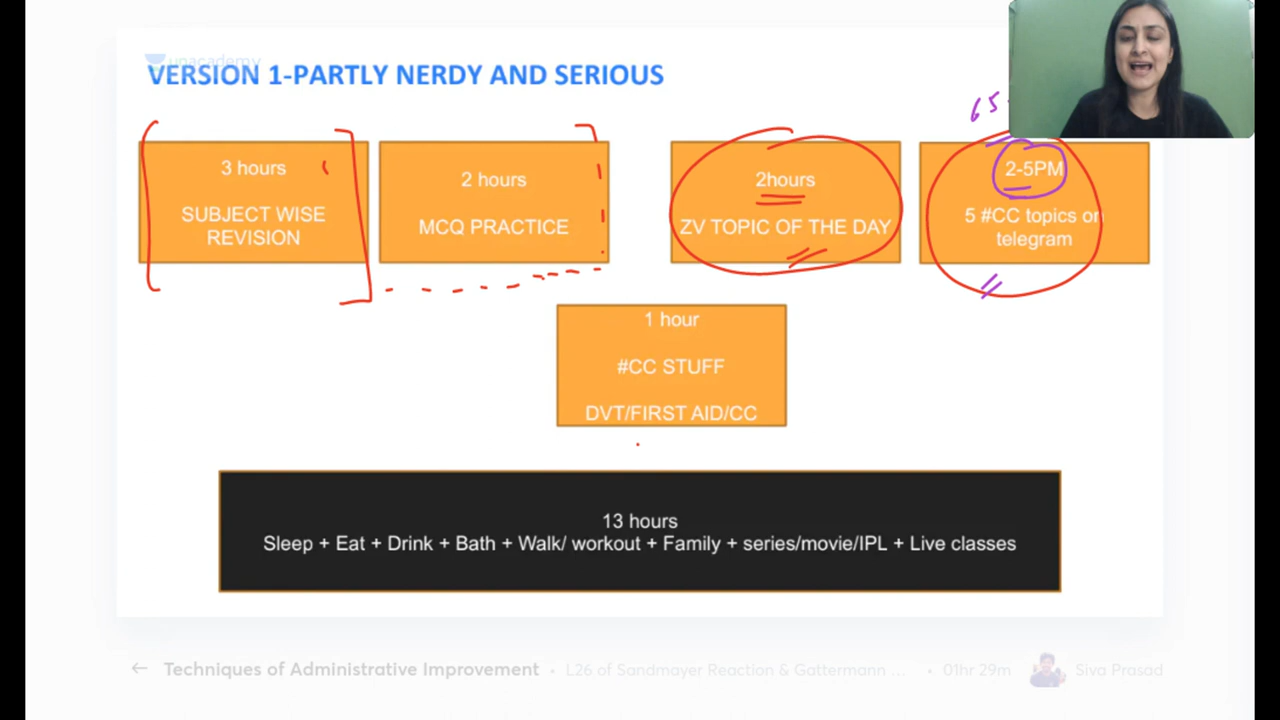 unacademy
VERSION 1-PARTLY NERDY AND SERIOUS
65
3 hours
SUBJECT WISE
REVISION
2 hours
MCQ PRACTICE
2hours
ZV TOPIC OF THE DAY
2-5PM
5 #CC topics on
telegram
1 hour
#CC STUFF
DVT/FIRST AID/CC
13 hours
Sleep + Eat + Drink + Bath + Walk/ workout + Family + series/movie/IPL + Live classes
← Techniques of Administrative Improvement • L26 of Sandmayer Reaction & Gattermann ... • 01hr 29m Siva Prasad